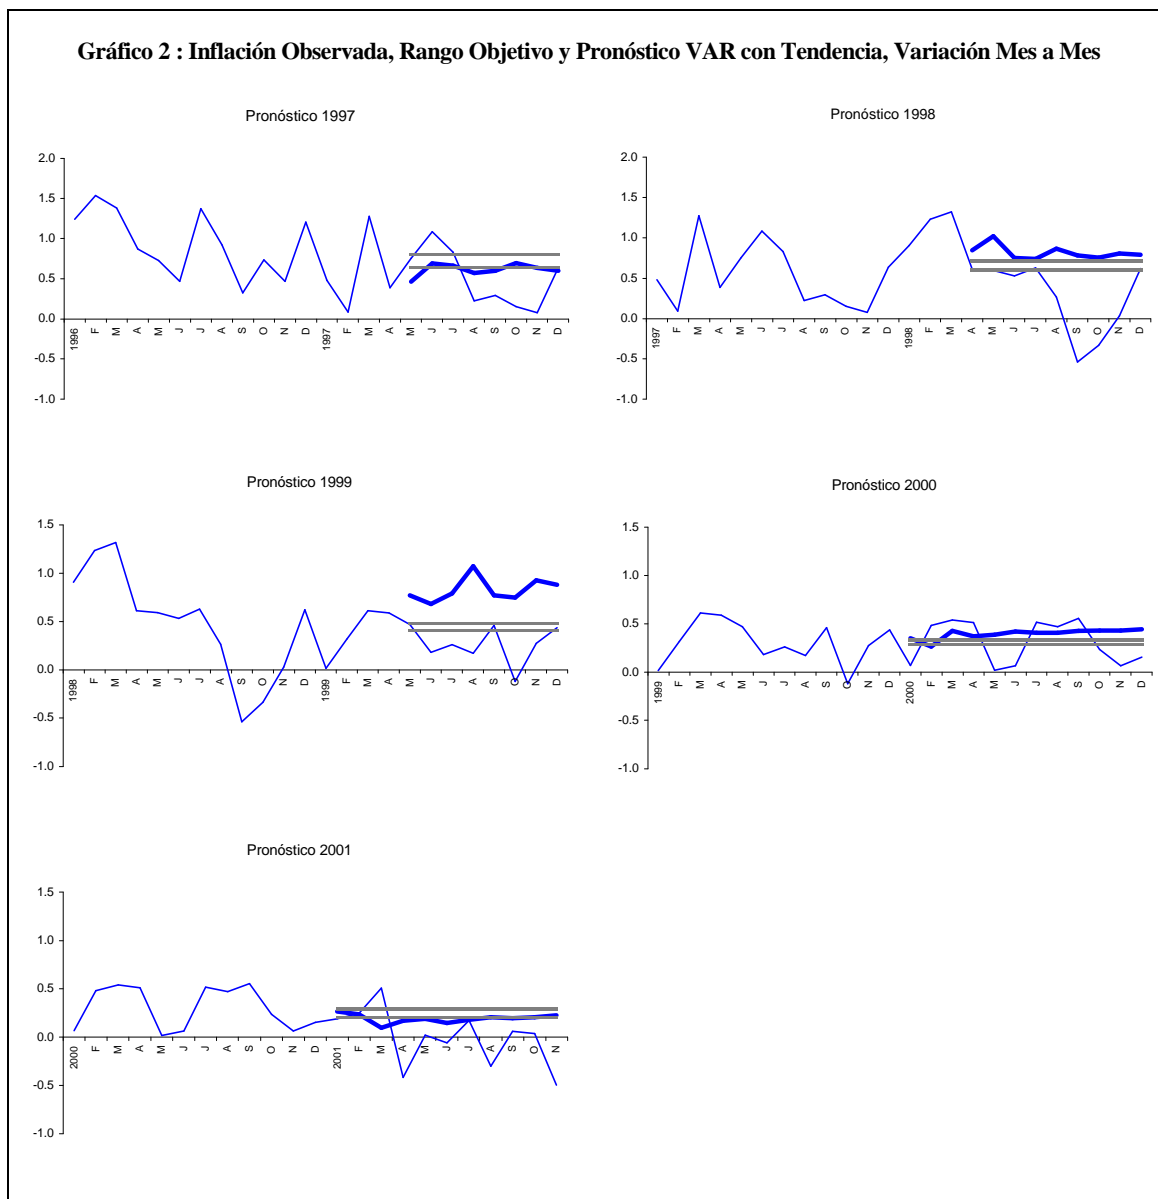 Gráfico 2 : Inflación Observada, Rango Objetivo y Pronóstico VAR con Tendencia, Variación Mes a Mes
Pronóstico 1997
2.0
1.5
1.0
0.5
0.0
-0.5
-1.0
1996 F M A M J J A S O N D 1997 F M A M J J A S O N D
Pronóstico 1998
2.0
1.5
1.0
0.5
0.0
-0.5
-1.0
1997 F M A M J J A S O N D 1998 F M A M J J A S O N D
Pronóstico 1999
1.5
1.0
0.5
0.0
-0.5
-1.0
1998 F M A M J J A S O N D 1999 F M A M J J A S O N D
Pronóstico 2000
1.5
1.0
0.5
0.0
-0.5
-1.0
1999 F M A M J J A S O N D 2000 F M A M J J A S O N D
Pronóstico 2001
1.5
1.0
0.5
0.0
-0.5
-1.0
2000 F M A M J J A S O N D 2001 F M A M J J A S O N